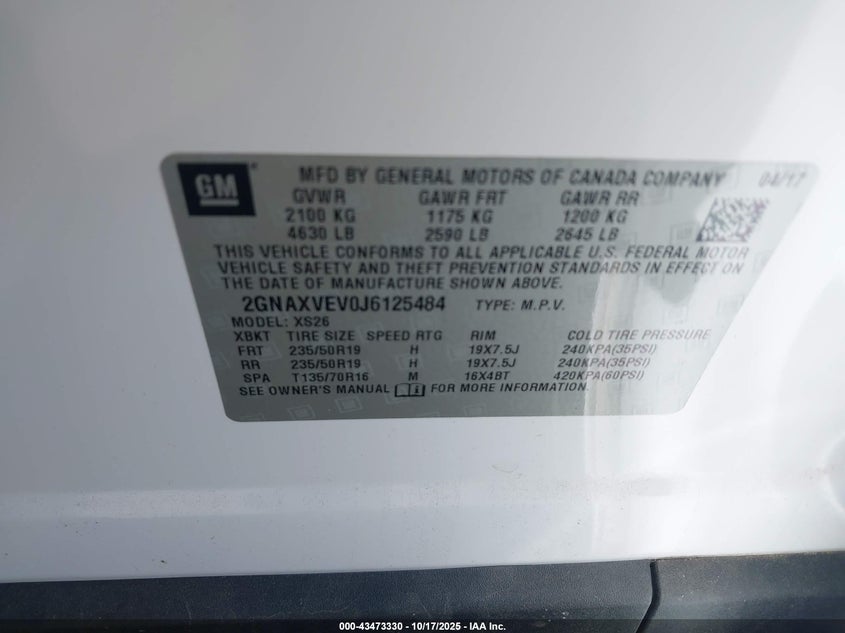 GM MFD BY GENERAL MOTORS OF CANADA COMPANY 04/17
GVWR GAWR FRT GAWR RR
2100 KG 1175 KG 1200 KG
4630 LB 2590 LB 2645 LB
THIS VEHICLE CONFORMS TO ALL APPLICABLE U.S. FEDERAL MOTOR
VEHICLE SAFETY AND THEFT PREVENTION STANDARDS IN EFFECT ON
THE DATE OF MANUFACTURE SHOWN ABOVE.
2GNAXVEV0J6125484 TYPE: M.P.V.
MODEL: XS26
XBKT TIRE SIZE SPEED RTG RIM COLD TIRE PRESSURE
FRT 235/50R19 H 19X7.5J 240KPA(35PSI)
RR 235/50R19 H 19X7.5J 240KPA(35PSI)
SPA T135/70R16 M 16X4BT 420KPA(60PSI)
SEE OWNER'S MANUAL FOR MORE INFORMATION.
000-43473330 - 10/17/2025 - IAA Inc.